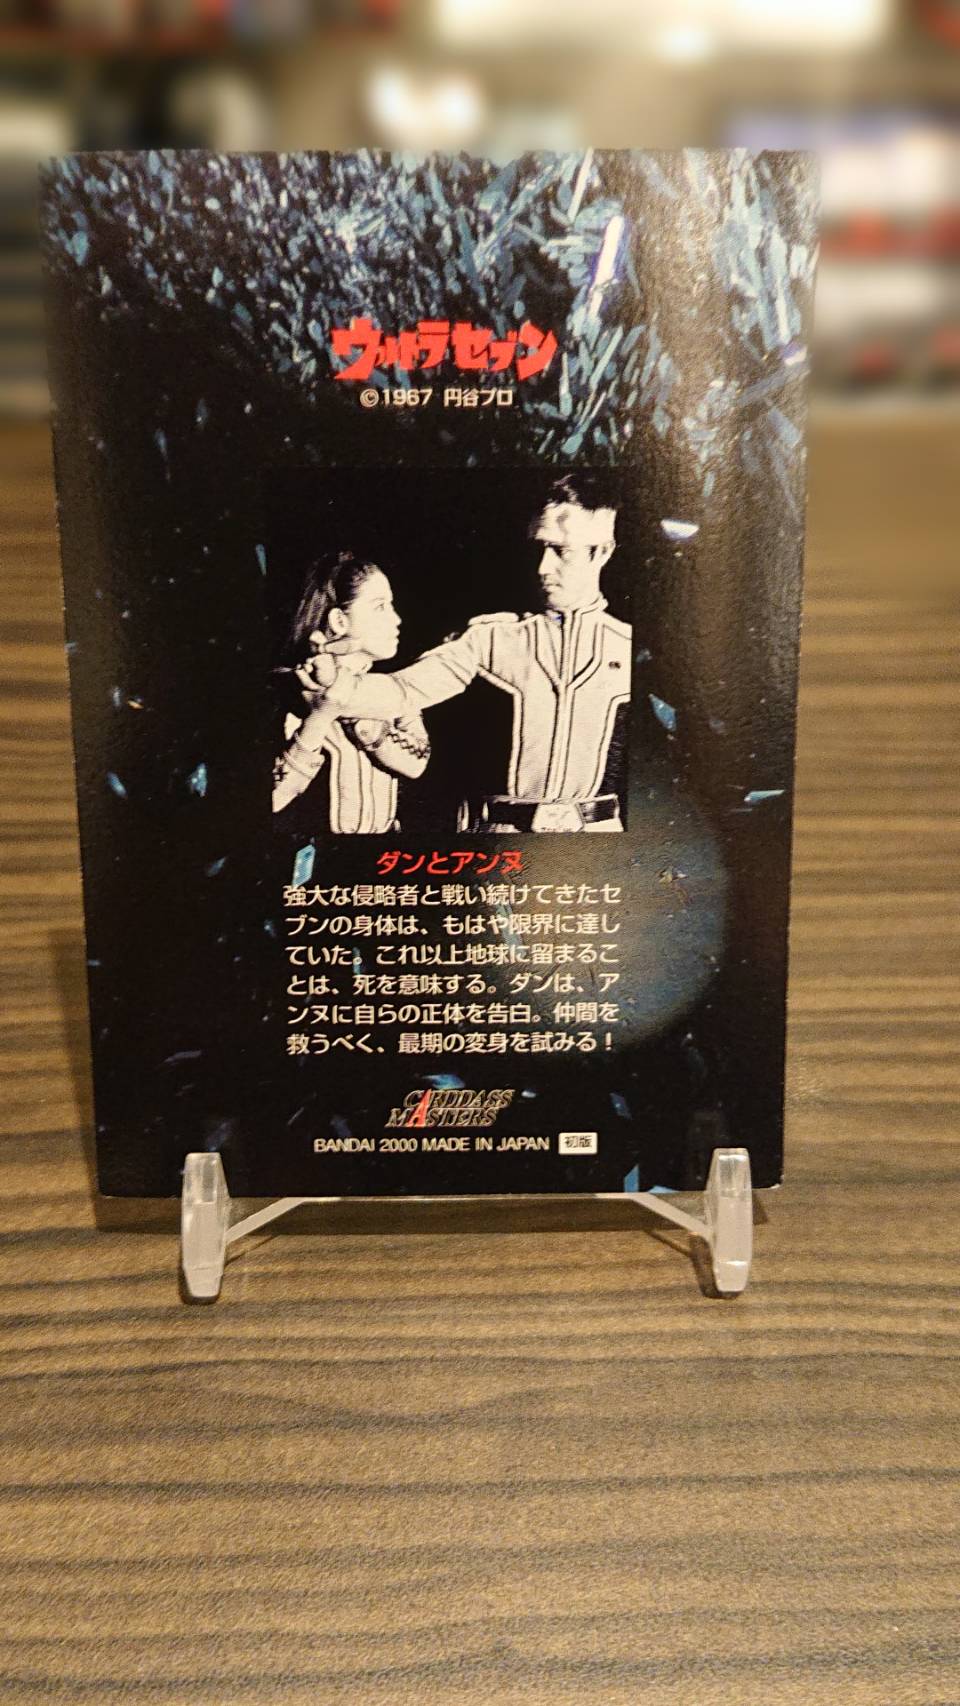 ウルトラセブン
©1967 円谷プロ
ダンとアンヌ
強大な侵略者と戦い続けてきたセ
ブンの身体は、もはや限界に達し
ていた。これ以上地球に留まるこ
とは、死を意味する。ダンは、ア
ンヌに自らの正体を告白。仲間を
救うべく、最期の変身を試みる！
CARDDASS
MASTERS
BANDAI 2000 MADE IN JAPAN 初版